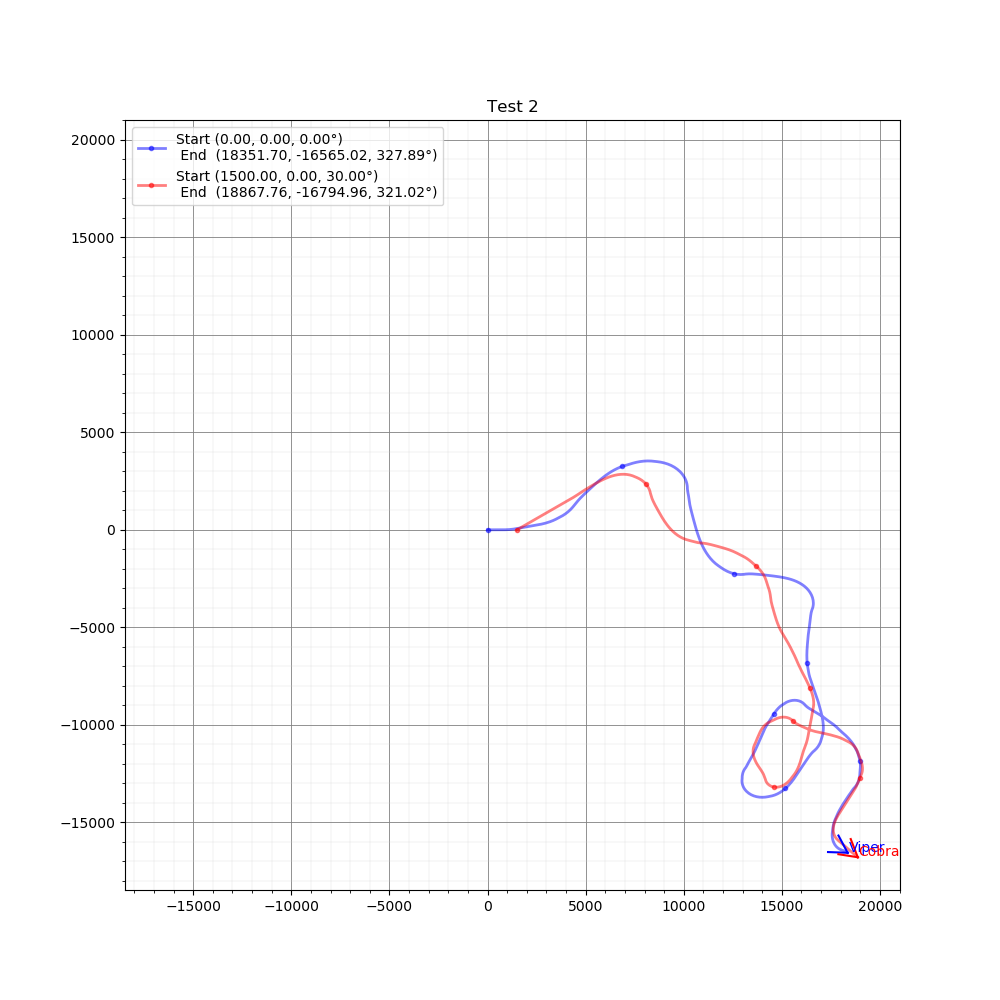 Test 2
Start (0.00, 0.00, 0.00°)
End  (18351.70, -16565.02, 327.89°)
Start (1500.00, 0.00, 30.00°)
End  (18867.76, -16794.96, 321.02°)
20000
15000
10000
5000
0
−5000
−10000
−15000
Viper
Cobra
−15000 −10000 −5000 0 5000 10000 15000 20000